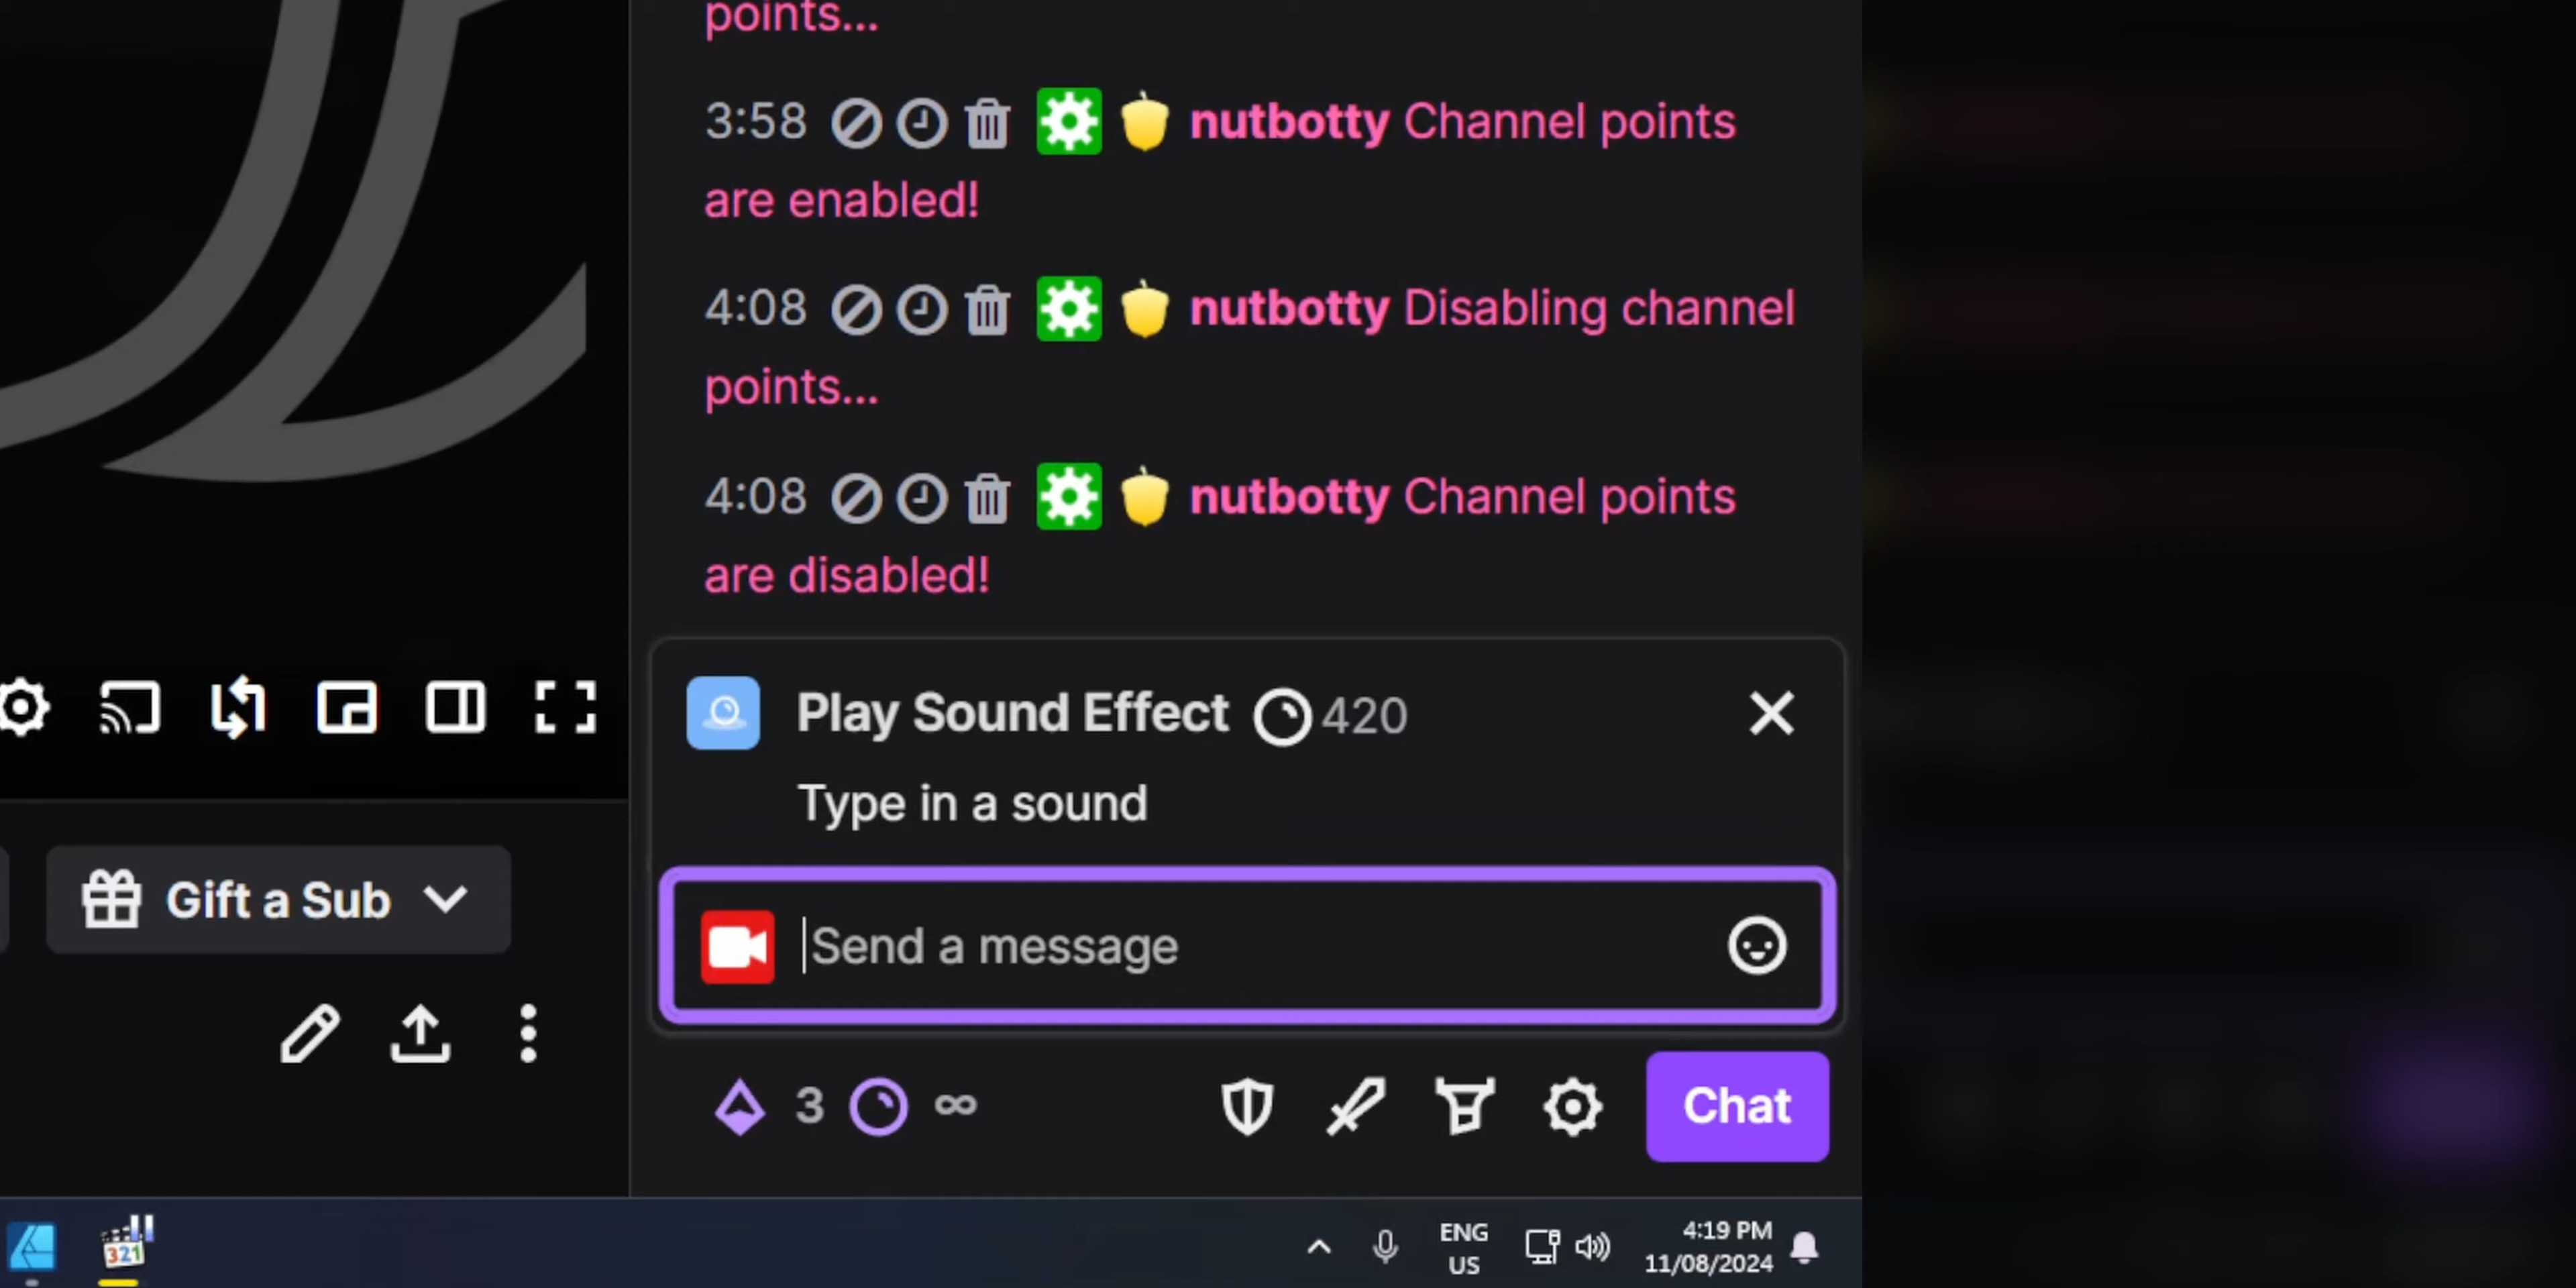 points...
3:58 nutbotty Channel points
are enabled!
4:08 nutbotty Disabling channel
points...
4:08 nutbotty Channel points
are disabled!
Play Sound Effect 420
Type in a sound
Send a message
Gift a Sub
3 ∞
Chat
321
ENG
US
4:19 PM
11/08/2024